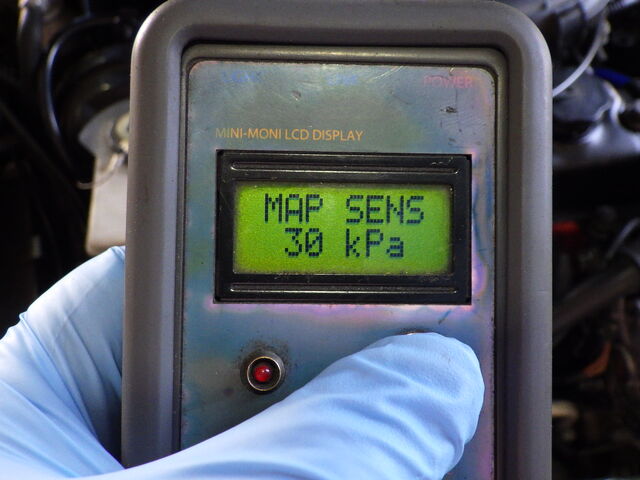 POWER
MINI-MONI LCD DISPLAY
MAP SENS
30 kPa